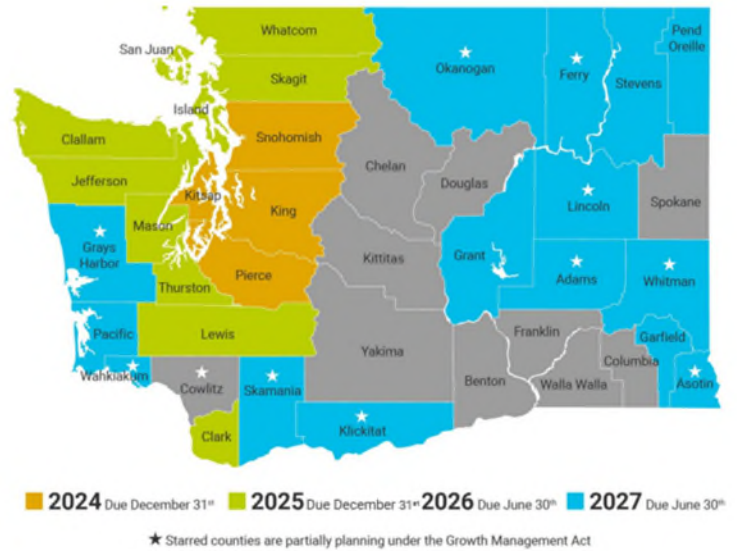 Whatcom
San Juan
Skagit
Island
Okanogan
Ferry
Stevens
Pend
Oreille
Clallam
Snohomish
Chelan
Douglas
Jefferson
Kitsap
King
Lincoln
Spokane
Mason
Grays
Harbor
Kittitas
Grant
Adams
Whitman
Thurston
Pierce
Pacific
Lewis
Yakima
Franklin
Garfield
Columbia
Wahkiakum
Cowlitz
Skamania
Benton
Walla Walla
Asotin
Clark
Klickitat
2024 Due December 31st 2025 Due December 31st 2026 Due June 30th 2027 Due June 30th
★ Starred counties are partially planning under the Growth Management Act